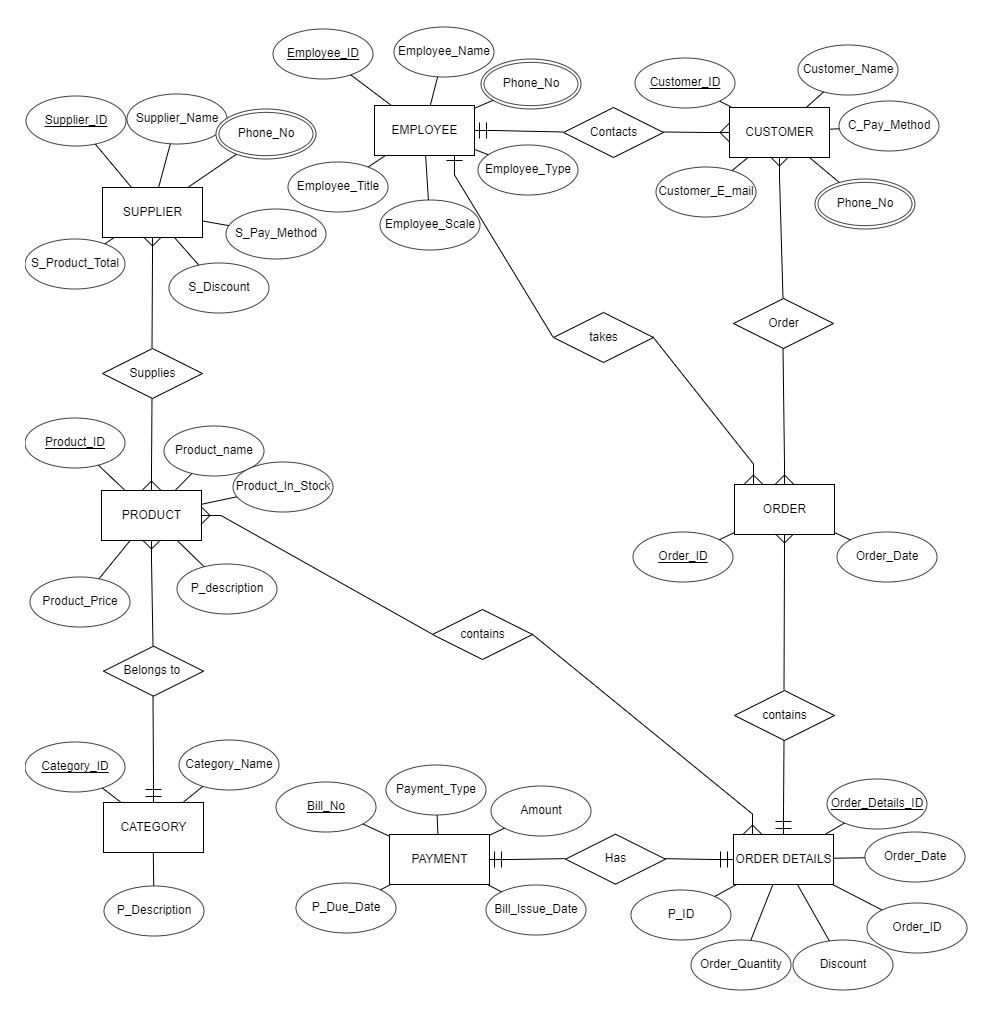 Employee_ID
Employee_Name
Phone_No
Customer_ID
Customer_Name
Supplier_ID
Supplier_Name
Phone_No
EMPLOYEE
Contacts
CUSTOMER
C_Pay_Method
Employee_Title
Employee_Type
Customer_E_mail
Phone_No
SUPPLIER
S_Pay_Method
Employee_Scale
S_Product_Total
S_Discount
Order
takes
Supplies
Product_ID
Product_name
Product_In_Stock
PRODUCT
ORDER
Order_ID
Order_Date
Product_Price
P_description
contains
Belongs to
contains
Category_ID
Category_Name
Bill_No
Payment_Type
Amount
Order_Details_ID
CATEGORY
PAYMENT
Has
ORDER DETAILS
Order_Date
P_Description
P_Due_Date
Bill_Issue_Date
P_ID
Order_ID
Order_Quantity
Discount